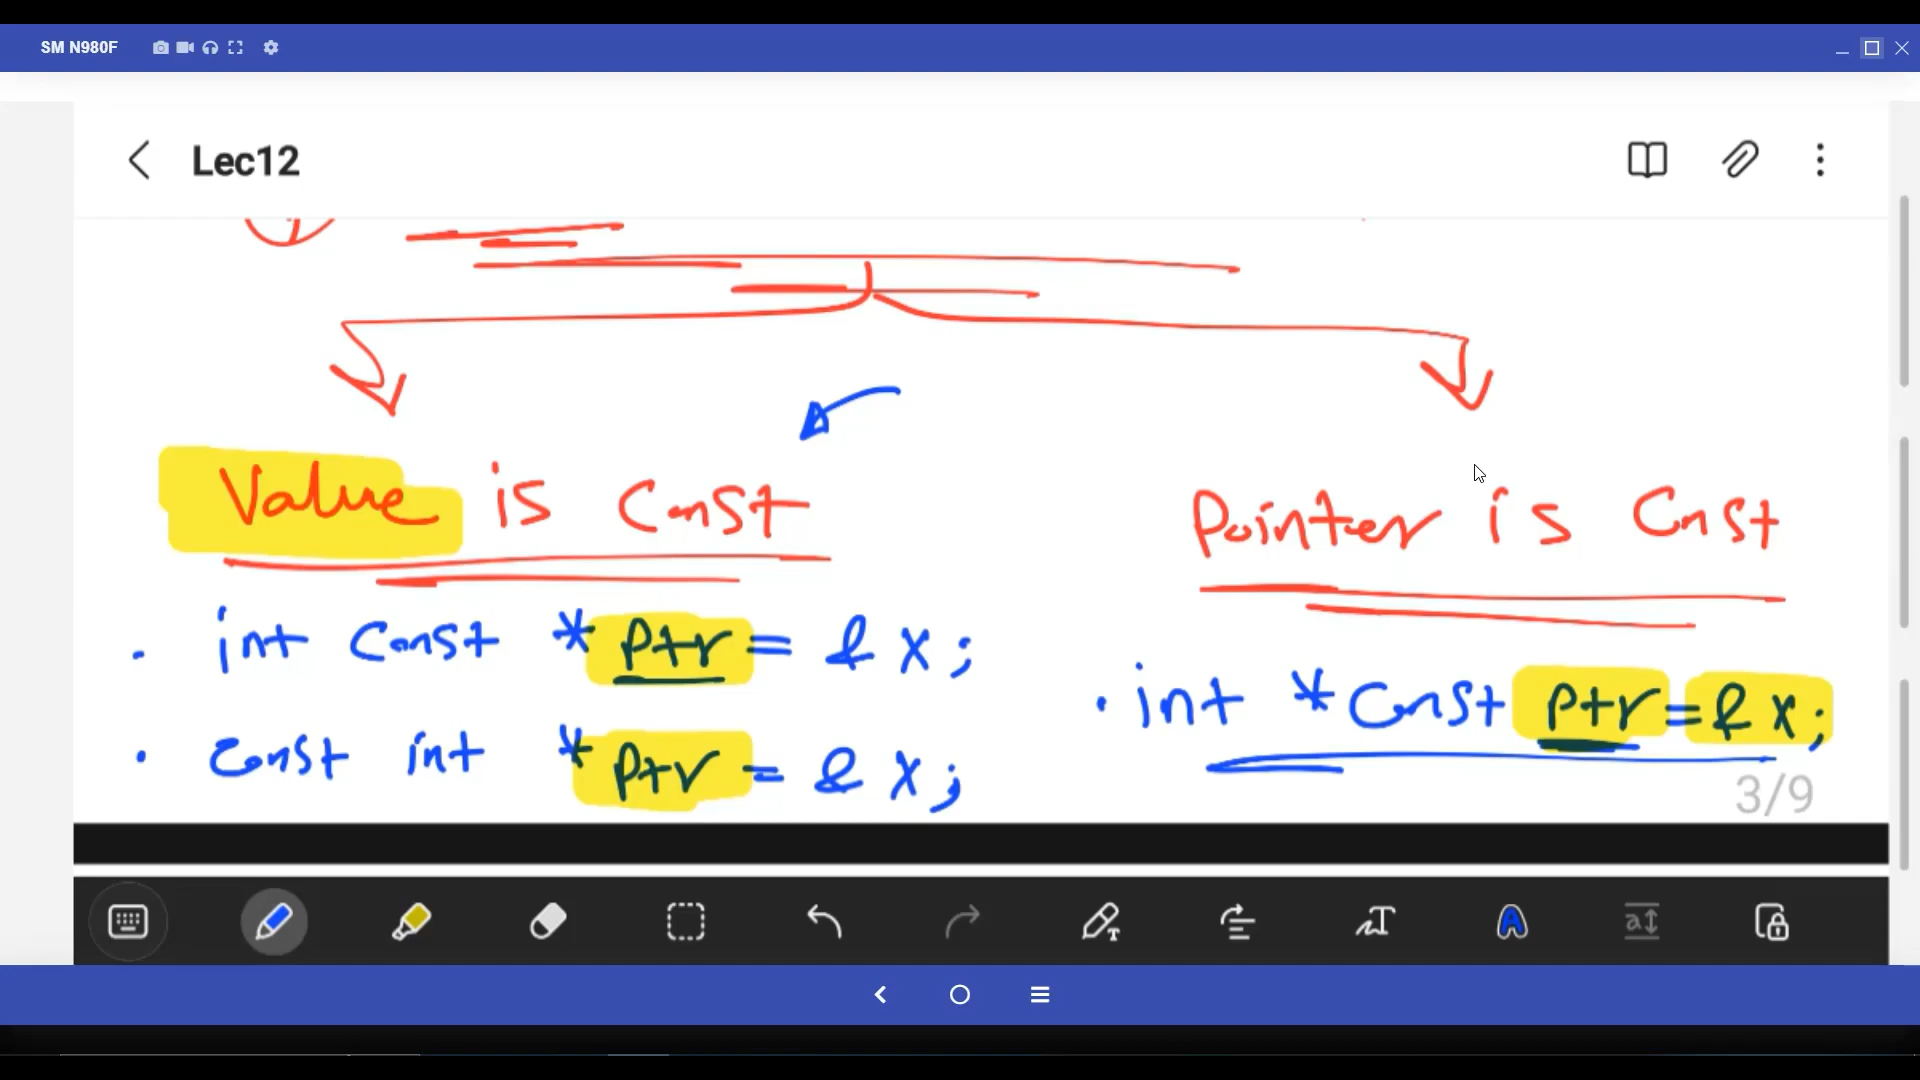 SM N980F
Lec12
Value is Const
Pointer is Const
. int Const *ptr = & x;
. Const int *ptr = & x;
. int *Const ptr = & x;
3/9